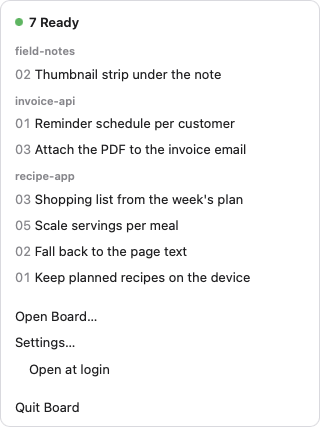 7 Ready
field-notes
02 Thumbnail strip under the note
invoice-api
01 Reminder schedule per customer
03 Attach the PDF to the invoice email
recipe-app
03 Shopping list from the week's plan
05 Scale servings per meal
02 Fall back to the page text
01 Keep planned recipes on the device
Open Board...
Settings...
Open at login
Quit Board